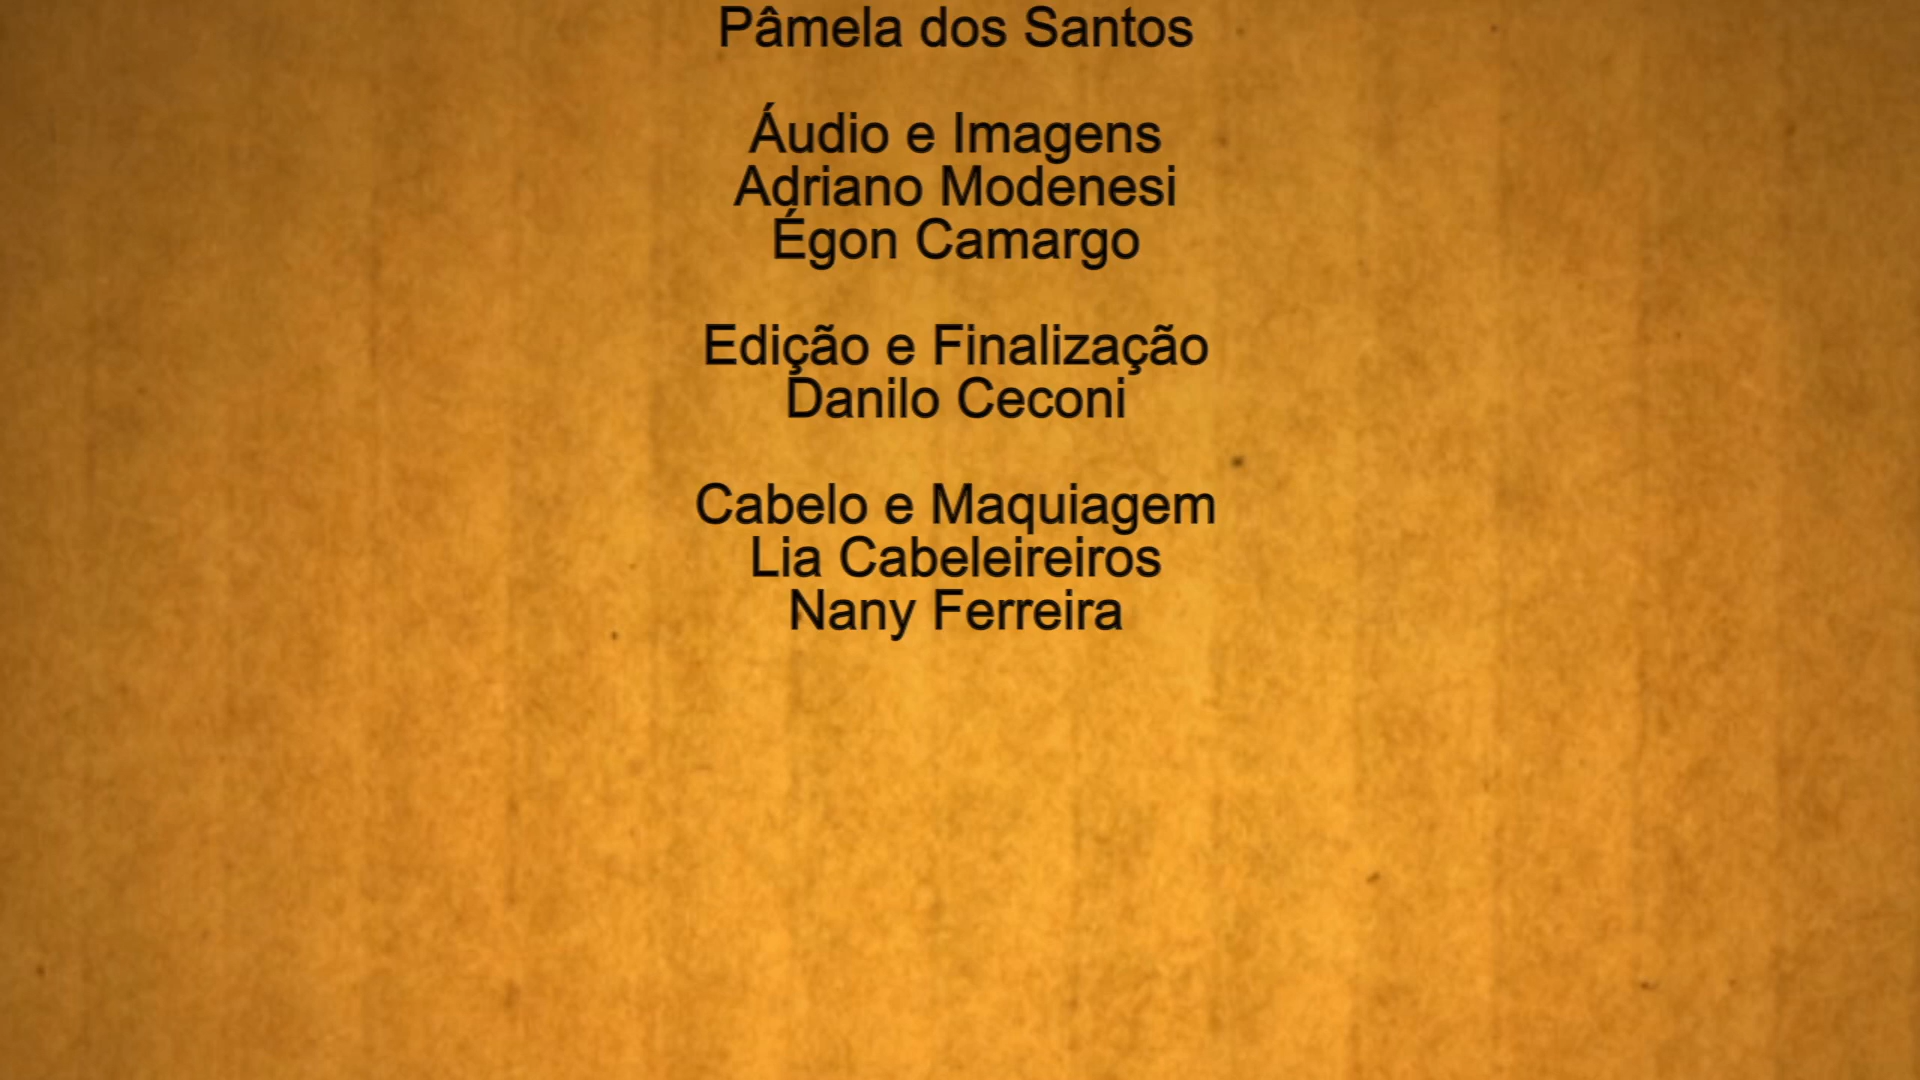 Pâmela dos Santos
Áudio e Imagens
Adriano Modenesi
Égon Camargo
Edição e Finalização
Danilo Ceconi
Cabelo e Maquiagem
Lia Cabeleireiros
Nany Ferreira